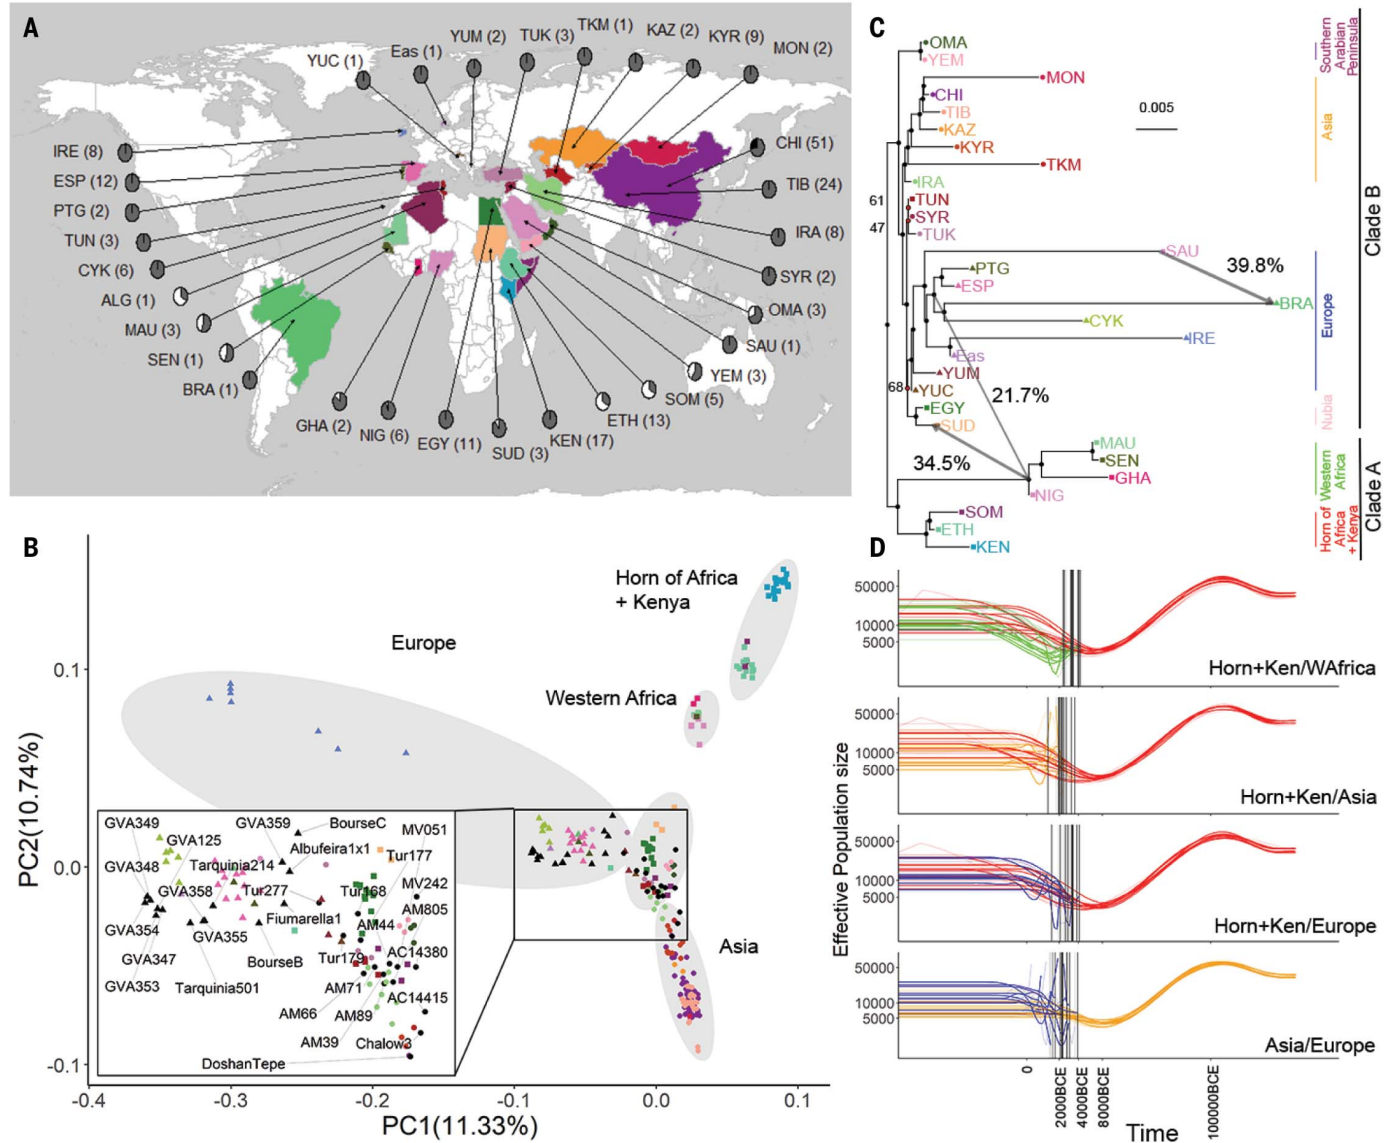 A
YUC (1)
Eas (1)
YUM (2)
TUK (3)
TKM (1)
KAZ (2)
KYR (9)
MON (2)
IRE (8)
ESP (12)
PTG (2)
TUN (3)
CYK (6)
ALG (1)
MAU (3)
SEN (1)
BRA (1)
CHI (51)
TIB (24)
IRA (8)
SYR (2)
OMA (3)
SAU (1)
YEM (3)
SOM (5)
ETH (13)
KEN (17)
SUD (3)
EGY (11)
NIG (6)
GHA (2)
C
OMA
YEM
MON
CHI
TIB
KAZ
KYR
TKM
IRA
TUN
SYR
TUK
SAU
PTG
ESP
BRA
CYK
IRE
Eas
YUM
YUC
EGY
SUD
MAU
SEN
GHA
NIG
SOM
ETH
KEN
0.005
61
47
68
39.8%
21.7%
34.5%
Southern
Arabian
Peninsula
Asia
Europe
Nubia
Western
Africa
Horn of
Africa
+ Kenya
Clade B
Clade A
B
Europe
Horn of Africa
+ Kenya
Western Africa
Asia
PC2(10.74%)
0.1
0.0
-0.1
-0.4
-0.3
-0.2
-0.1
0.0
0.1
PC1(11.33%)
GVA349
GVA359
BourseC
GVA125
Albufeira1x1
MV051
GVA348
Tarquinia214
Tur177
GVA358
Tur277
Tur168
MV242
AM805
GVA354
GVA355
Fiumarella1
AM44
GVA347
BourseB
Tur179
AC14380
GVA353
Tarquinia501
AM71
AC14415
AM66
AM89
AM39
Chalow3
DoshanTepe
D
Effective Population size
50000
10000
5000
Horn+Ken/WAfrica
50000
10000
5000
Horn+Ken/Asia
50000
10000
5000
Horn+Ken/Europe
50000
10000
5000
Asia/Europe
0
2000BCE
4000BCE
8000BCE
100000BCE
Time